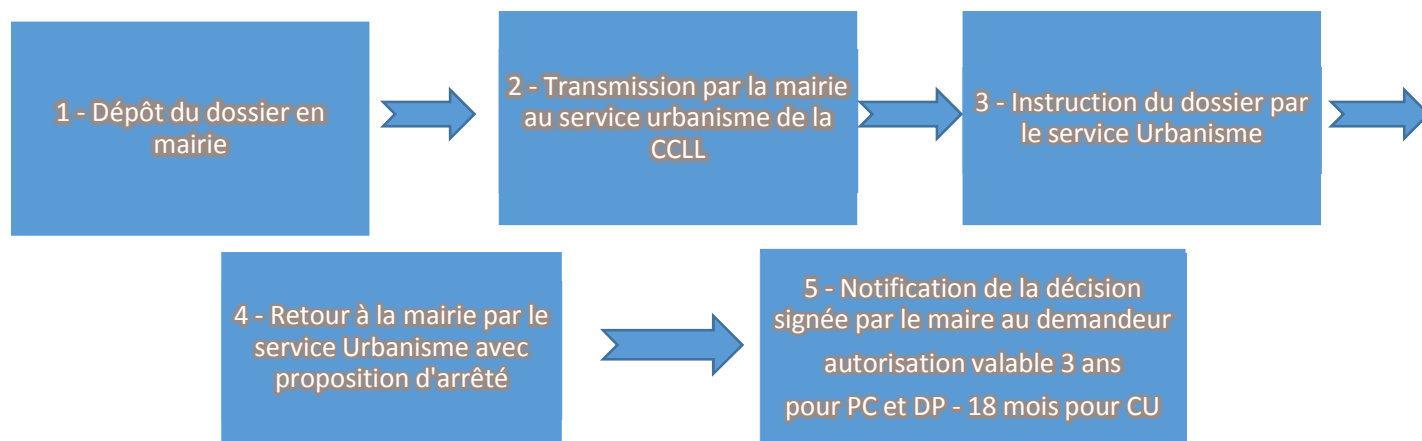 1 - Dépôt du dossier en
mairie
2 - Transmission par la mairie
au service urbanisme de la
CCLL
3 - Instruction du dossier par
le service Urbanisme
4 - Retour à la mairie par le
service Urbanisme avec
proposition d'arrêté
5 - Notification de la décision
signée par le maire au demandeur
autorisation valable 3 ans
pour PC et DP - 18 mois pour CU